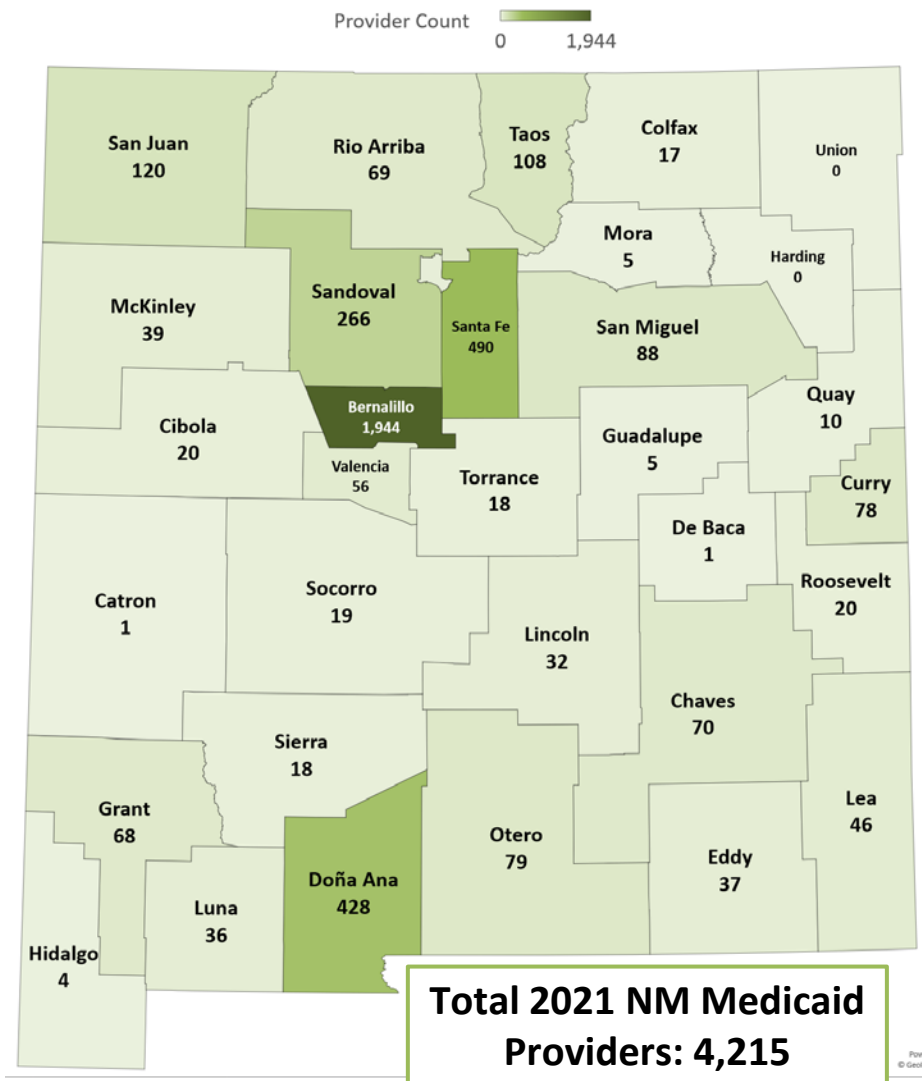 Provider Count
0 1,944
San Juan
120
Rio Arriba
69
Taos
108
Colfax
17
Union
0
Mora
5
Harding
0
McKinley
39
Sandoval
266
Santa Fe
490
San Miguel
88
Quay
10
Bernalillo
1,944
Cibola
20
Valencia
56
Torrance
18
Guadalupe
5
Curry
78
De Baca
1
Roosevelt
20
Catron
1
Socorro
19
Lincoln
32
Chaves
70
Sierra
18
Grant
68
Lea
46
Otero
79
Doña Ana
428
Eddy
37
Luna
36
Hidalgo
4
Total 2021 NM Medicaid
Providers: 4,215